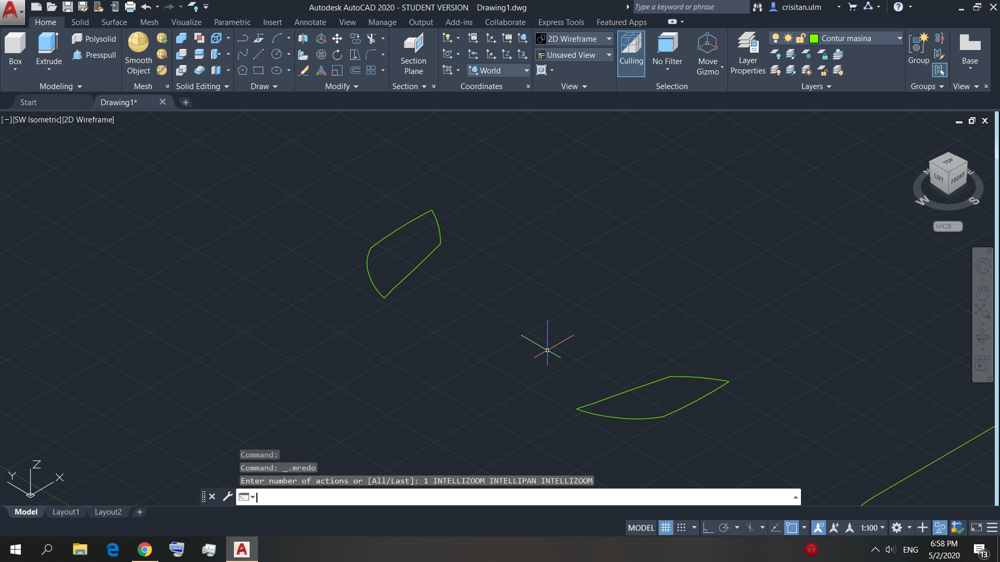 Autodesk AutoCAD 2020 - STUDENT VERSION Drawing1.dwg
Type a keyword or phrase
crisitan.ulm
Home Solid Surface Mesh Visualize Parametric Insert Annotate View Manage Output Add-ins Collaborate Express Tools Featured Apps
Box
Extrude
Polysolid
Presspull
Modeling
Smooth
Object
Mesh
Solid Editing
Draw
Modify
Section
Plane
Section
World
Coordinates
2D Wireframe
Unsaved View
View
Culling
No Filter
Move
Gizmo
Selection
Layer
Properties
Contur masina
Layers
Group
Groups
Base
View
Start
Drawing1*
[−][SW Isometric][2D Wireframe]
TOP
LEFT
FRONT
N
E
W
S
WCS
Z
Y
X
Command:
Command: _.mredo
Enter number of actions or [All/Last]: 1 INTELLIZOOM INTELLIPAN INTELLIZOOM
Model Layout1 Layout2
MODEL
1:100
ENG
6:58 PM
5/2/2020
13